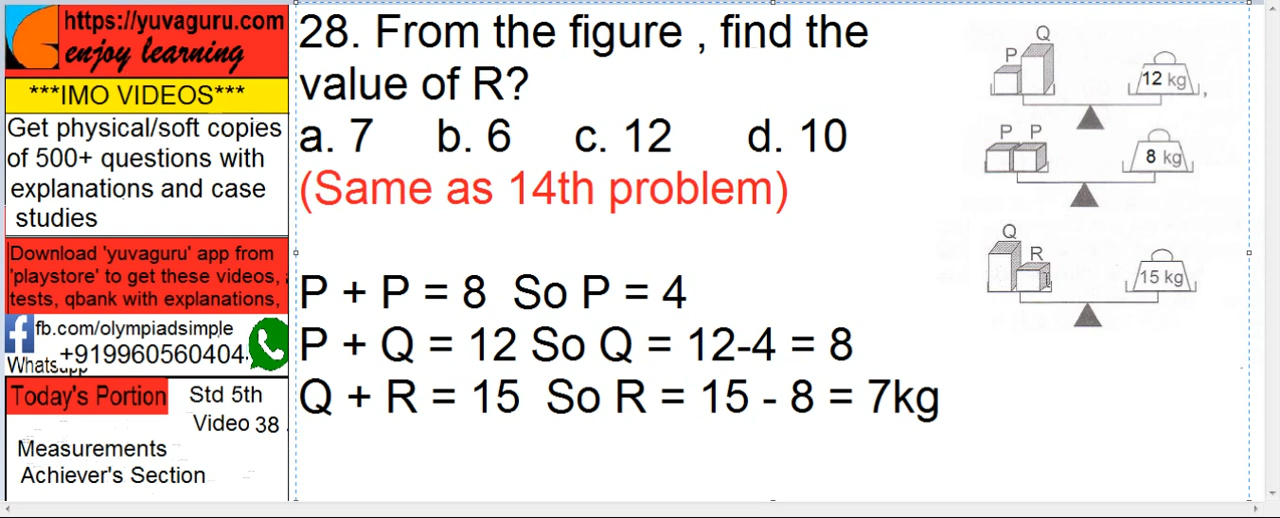 https://yuvaguru.com
enjoy learning
***IMO VIDEOS***
Get physical/soft copies
of 500+ questions with
explanations and case
studies
Download 'yuvaguru' app from
'playstore' to get these videos,
tests, qbank with explanations,
fb.com/olympiadsimple
+919960560404
Whatsupp
Today's Portion Std 5th
Video 38
Measurements
Achiever's Section
28. From the figure , find the
value of R?
a. 7 b. 6 c. 12 d. 10
(Same as 14th problem)
P + P = 8 So P = 4
P + Q = 12 So Q = 12-4 = 8
Q + R = 15 So R = 15 - 8 = 7kg
Q
P
12 kg ,
P P
8 kg
Q
R
15 kg